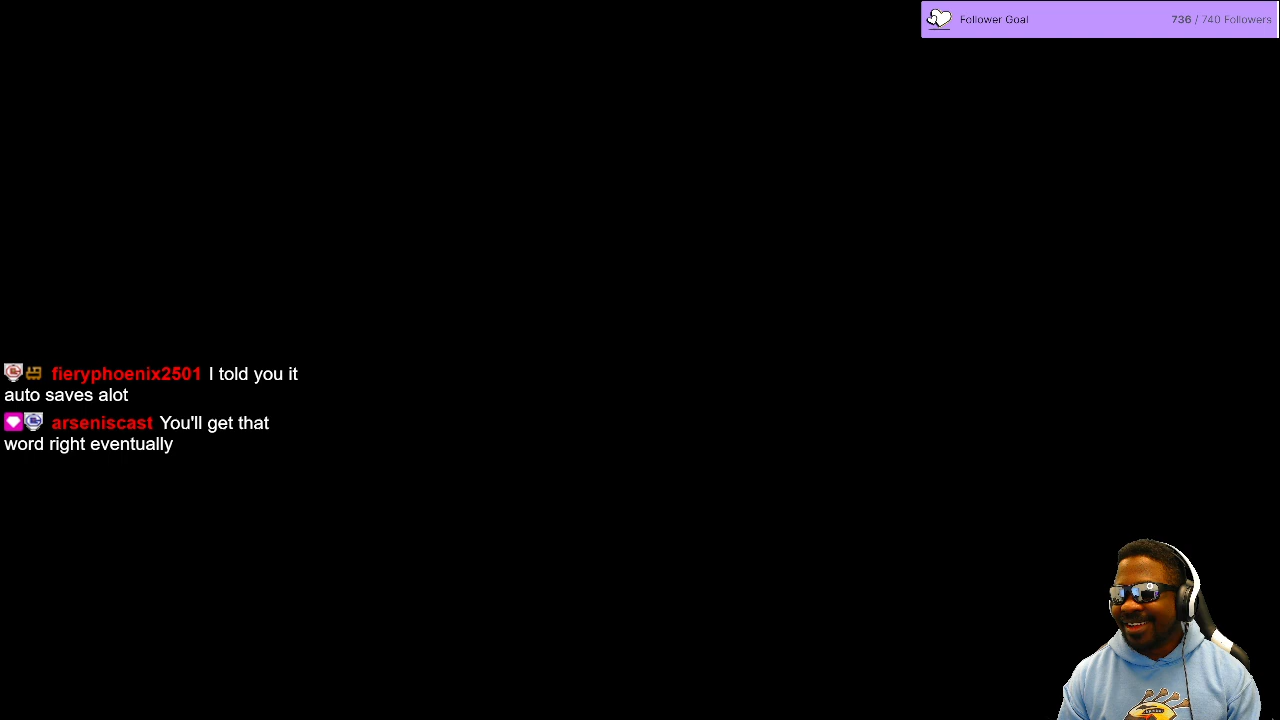 Follower Goal
736 / 740 Followers
fieryphoenix2501 I told you it
auto saves alot
arseniscast You'll get that
word right eventually